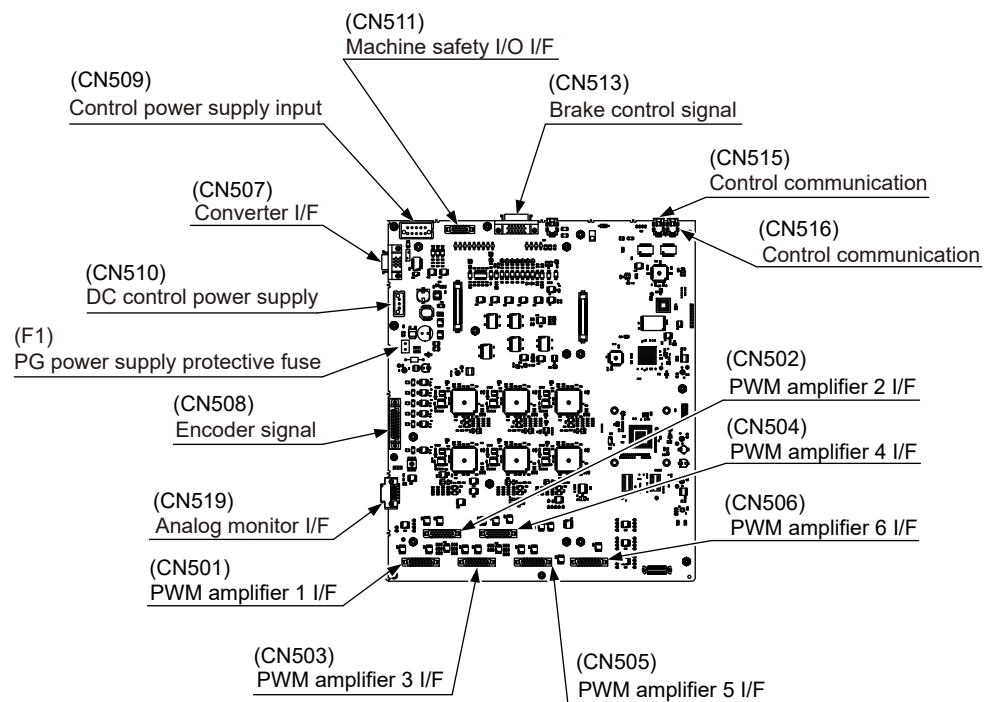 (CN511)
Machine safety I/O I/F
(CN509)
Control power supply input
(CN513)
Brake control signal
(CN515)
Control communication
(CN507)
Converter I/F
(CN516)
Control communication
(CN510)
DC control power supply
(F1)
PG power supply protective fuse
(CN502)
PWM amplifier 2 I/F
(CN508)
Encoder signal
(CN504)
PWM amplifier 4 I/F
(CN519)
Analog monitor I/F
(CN506)
PWM amplifier 6 I/F
(CN501)
PWM amplifier 1 I/F
(CN503)
PWM amplifier 3 I/F
(CN505)
PWM amplifier 5 I/F